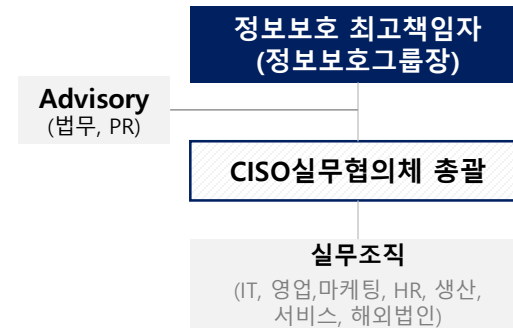 정보보호 최고책임자
(정보보호그룹장)
Advisory
(법무, PR)
CISO실무협의체 총괄
실무조직
(IT, 영업,마케팅, HR, 생산,
서비스, 해외법인)